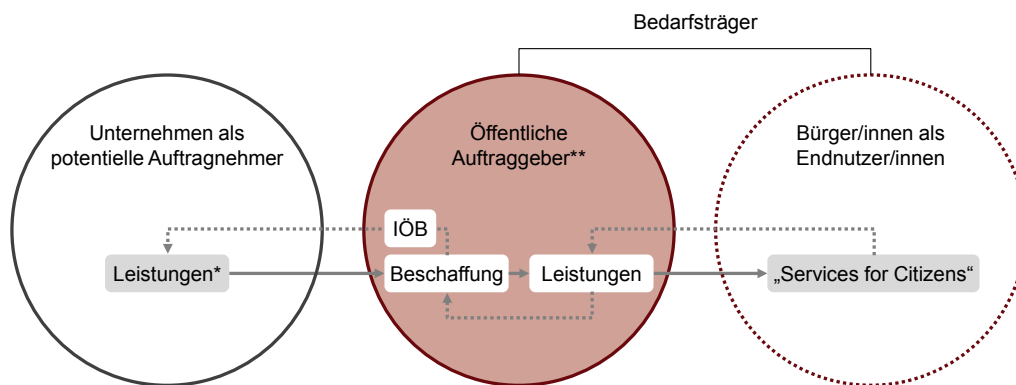 Bedarfsträger
Unternehmen als
potentielle Auftragnehmer
Öffentliche
Auftraggeber**
Bürger/innen als
Endnutzer/innen
IÖB
Leistungen*
Beschaffung
Leistungen
„Services for Citizens“